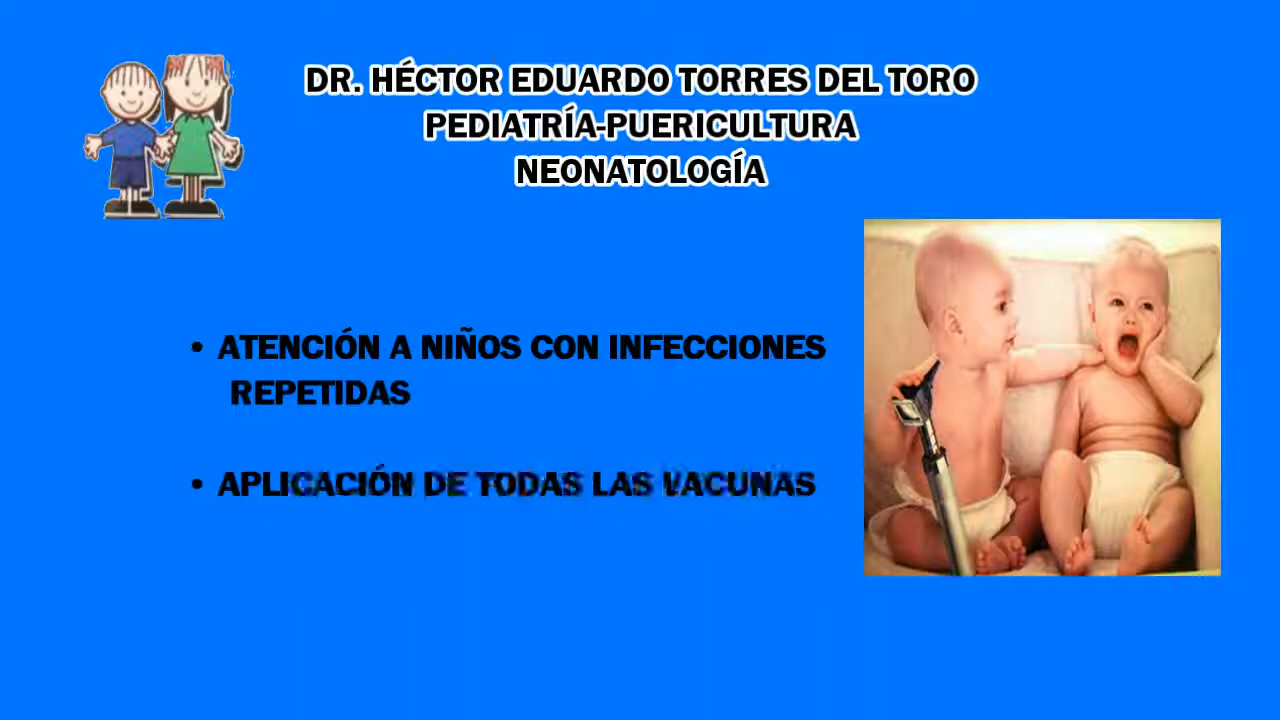 DR. HÉCTOR EDUARDO TORRES DEL TORO
PEDIATRÍA-PUERICULTURA
NEONATOLOGÍA
• ATENCIÓN A NIÑOS CON INFECCIONES
REPETIDAS
• APLICACIÓN DE TODAS LAS VACUNAS